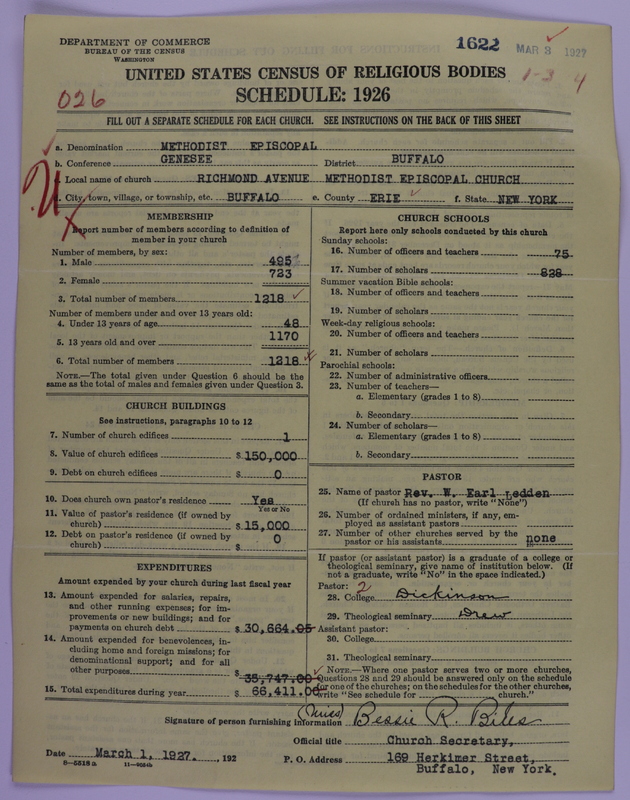 DEPARTMENT OF COMMERCE
BUREAU OF THE CENSUS
WASHINGTON
1622
MAR 3 1927
UNITED STATES CENSUS OF RELIGIOUS BODIES
1-3 4
SCHEDULE: 1926
026
FILL OUT A SEPARATE SCHEDULE FOR EACH CHURCH. SEE INSTRUCTIONS ON THE BACK OF THIS SHEET
a. Denomination METHODIST EPISCOPAL
b. Conference GENESEE District BUFFALO
Local name of church RICHMOND AVENUE METHODIST EPISCOPAL CHURCH
d. City, town, village, or township, etc. BUFFALO e. County ERIE f. State NEW YORK
MEMBERSHIP
Report number of members according to definition of
member in your church
Number of members, by sex:
1. Male 495
2. Female 723
3. Total number of members 1218
Number of members under and over 13 years old:
4. Under 13 years of age 48
5. 13 years old and over 1170
6. Total number of members 1218
NOTE.—The total given under Question 6 should be
same as the total of males and females given under Question 3.
CHURCH BUILDINGS
See instructions, paragraphs 10 to 12
7. Number of church edifices 1
8. Value of church edifices $ 150,000
9. Debt on church edifices $ 0
10. Does church own pastor's residence Yes
Yes or No
11. Value of pastor's residence (if owned by
church) $ 15,000
12. Debt on pastor's residence (if owned by
church) $ 0
EXPENDITURES
Amount expended by your church during last fiscal year
13. Amount expended for salaries, repairs,
and other running expenses; for im-
provements or new buildings; and for
payments on church debt $ 30,664.05
14. Amount expended for benevolences, in-
cluding home and foreign missions; for
denominational support; and for all
other purposes $ 35,747.00
15. Total expenditures during year $ 66,411.00
CHURCH SCHOOLS
Report here only schools conducted by this church
Sunday schools:
16. Number of officers and teachers 75
17. Number of scholars 828
Summer vacation Bible schools:
18. Number of officers and teachers
19. Number of scholars
Week-day religious schools:
20. Number of officers and teachers
21. Number of scholars
Parochial schools:
22. Number of administrative officers
23. Number of teachers—
a. Elementary (grades 1 to 8)
b. Secondary
24. Number of scholars—
a. Elementary (grades 1 to 8)
b. Secondary
PASTOR
25. Name of pastor Rev. W. Earl Ledden
(If church has no pastor, write "None")
26. Number of ordained ministers, if any, em-
ployed as assistant pastors
27. Number of other churches served by the
pastor or his assistants none
If pastor (or assistant pastor) is a graduate of a college or
theological seminary, give name of institution below. (If
not a graduate, write "No" in the space indicated.)
Pastor: 2
28. College Dickinson
29. Theological seminary Drew
Assistant pastor:
30. College
31. Theological seminary
NOTE.—Where one pastor serves two or more churches,
Questions 28 and 29 should be answered only on the schedule
for one of the churches; on the schedules for the other churches,
write "See schedule for church."
Signature of person furnishing information (Miss) Bessie R. Biles
Official title Church Secretary,
Date March 1, 1927. , 192 P. O. Address 169 Herkimer Street,
Buffalo, New York.